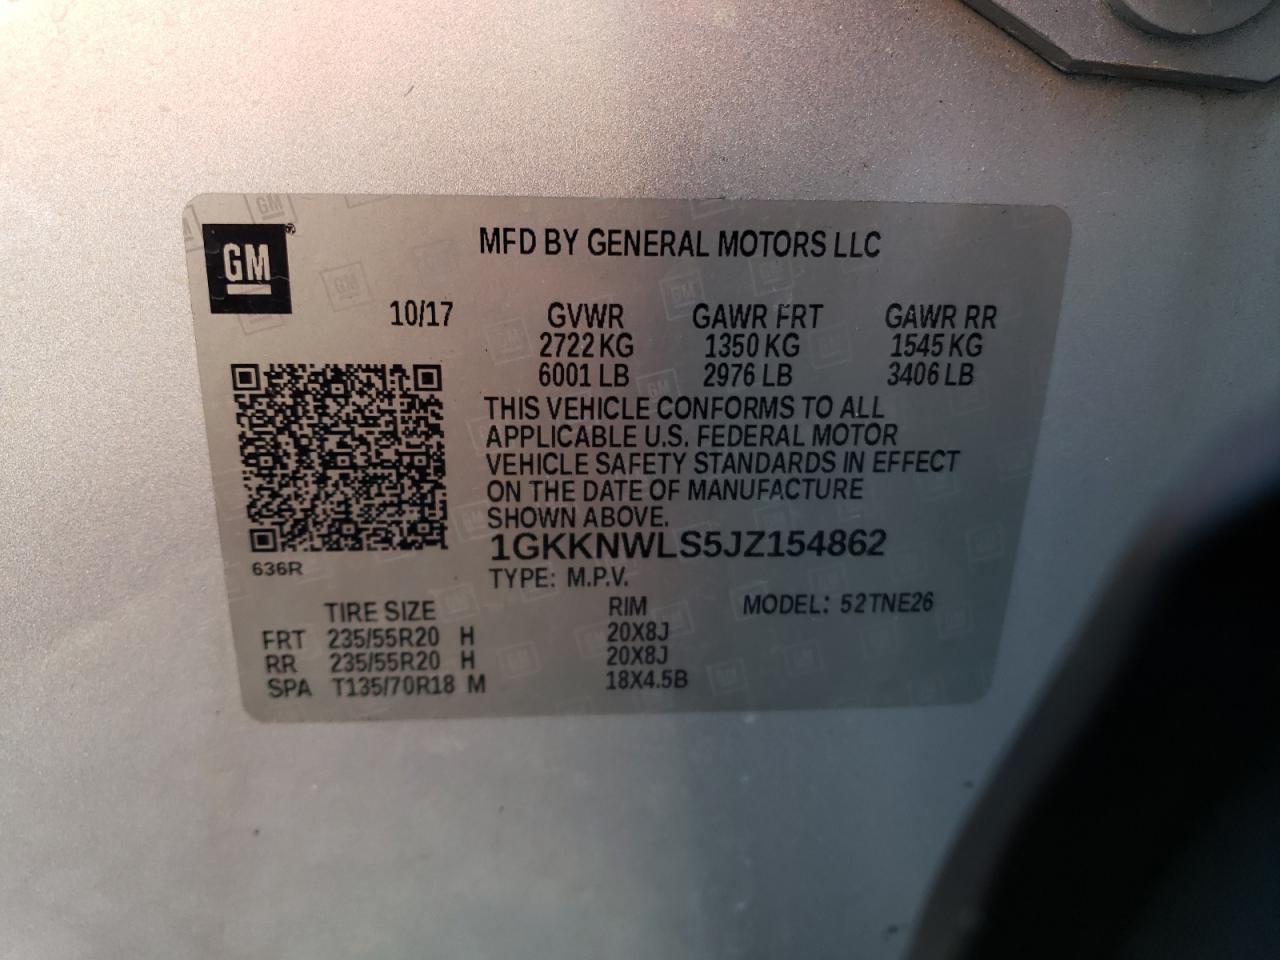 GM ®
MFD BY GENERAL MOTORS LLC
10/17 GVWR GAWR FRT GAWR RR
2722 KG 1350 KG 1545 KG
6001 LB 2976 LB 3406 LB
THIS VEHICLE CONFORMS TO ALL
APPLICABLE U.S. FEDERAL MOTOR
VEHICLE SAFETY STANDARDS IN EFFECT
ON THE DATE OF MANUFACTURE
SHOWN ABOVE.
1GKKNWLS5JZ154862
636R
TYPE: M.P.V.
TIRE SIZE RIM MODEL: 52TNE26
FRT 235/55R20 H 20X8J
RR 235/55R20 H 20X8J
SPA T135/70R18 M 18X4.5B